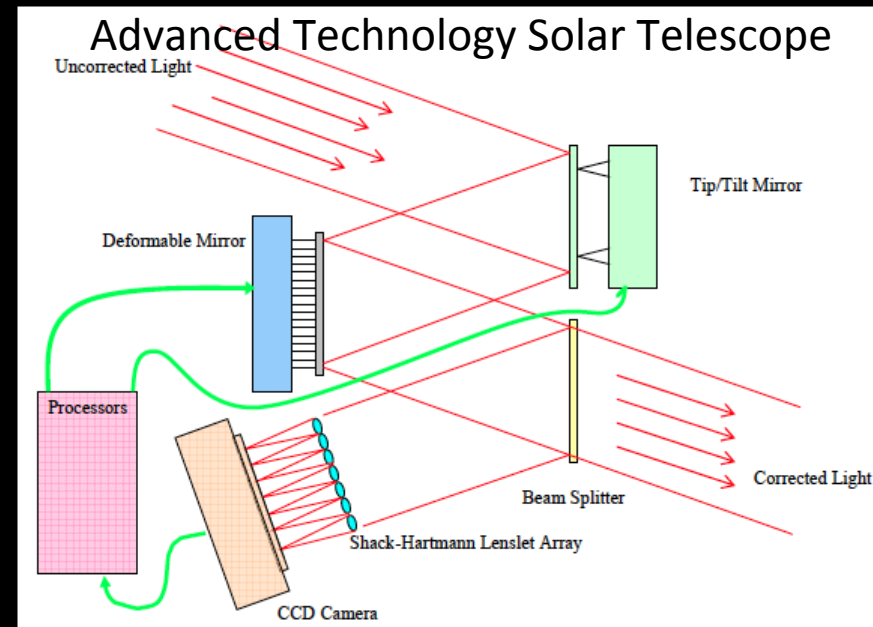 Advanced Technology Solar Telescope
Uncorrected Light
Tip/Tilt Mirror
Deformable Mirror
Processors
Corrected Light
Beam Splitter
Shack-Hartmann Lenslet Array
CCD Camera